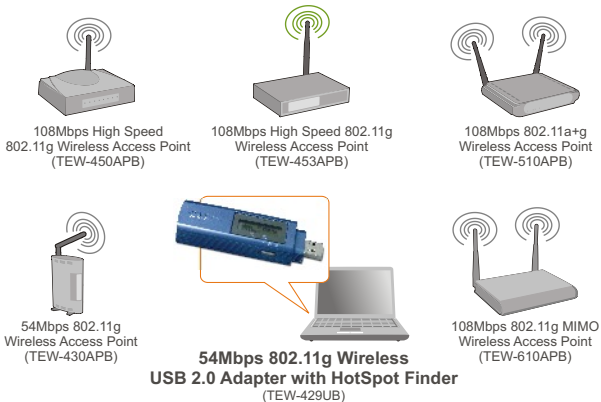 108Mbps High Speed
802.11g Wireless Access Point
(TEW-450APB)
108Mbps High Speed 802.11g
Wireless Access Point
(TEW-453APB)
108Mbps 802.11a+g
Wireless Access Point
(TEW-510APB)
54Mbps 802.11g
Wireless Access Point
(TEW-430APB)
108Mbps 802.11g MIMO
Wireless Access Point
(TEW-610APB)
54Mbps 802.11g Wireless
USB 2.0 Adapter with HotSpot Finder
(TEW-429UB)